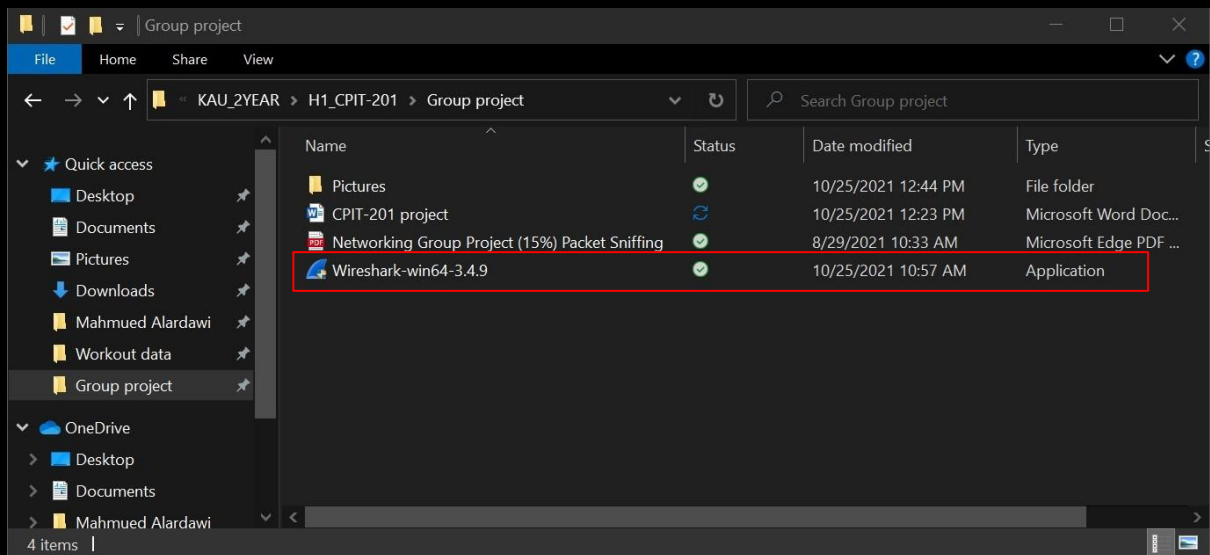 Group project
File Home Share View
« KAU_2YEAR > H1_CPIT-201 > Group project
Search Group project
Name Status Date modified Type S
Quick access
Desktop
Documents
Pictures
Downloads
Mahmued Alardawi
Workout data
Group project
OneDrive
Desktop
Documents
Mahmued Alardawi
Pictures 10/25/2021 12:44 PM File folder
CPIT-201 project 10/25/2021 12:23 PM Microsoft Word Doc...
Networking Group Project (15%) Packet Sniffing 8/29/2021 10:33 AM Microsoft Edge PDF ...
Wireshark-win64-3.4.9 10/25/2021 10:57 AM Application
4 items